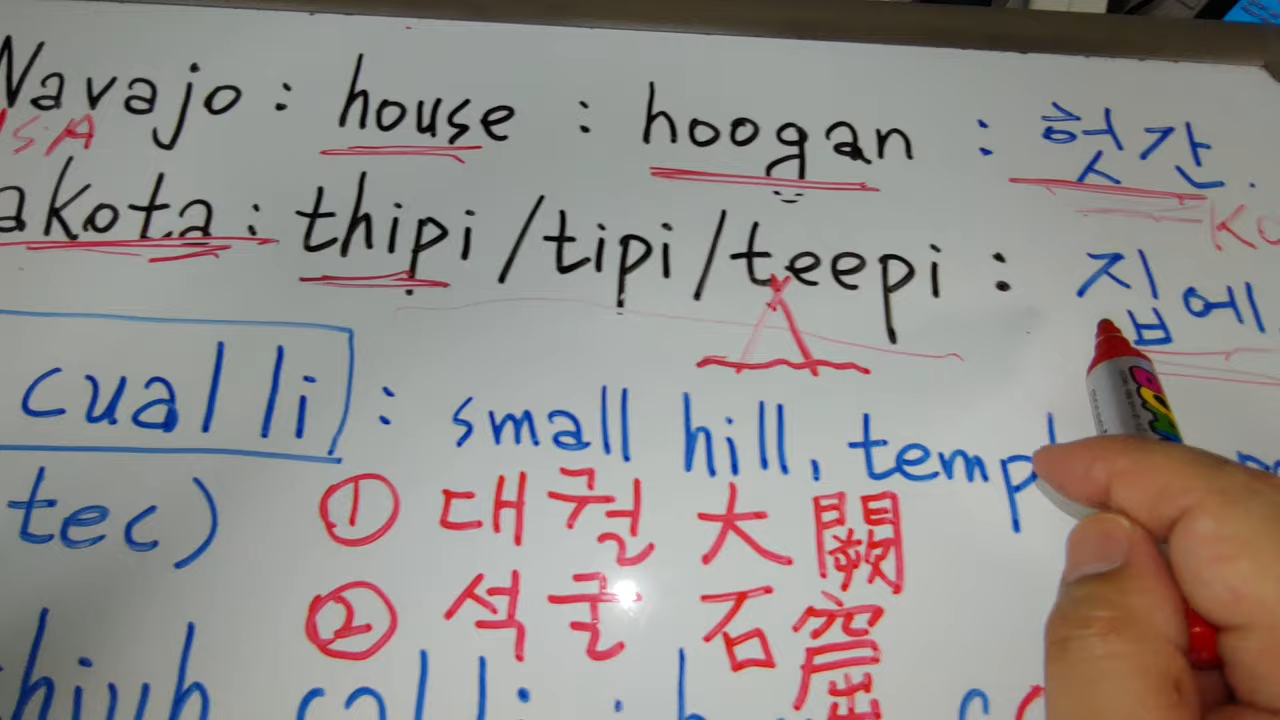 Navajo : house : hoogan : 헛간.
USA
akota : thipi / tipi / teepi : 집에
cualli : small hill, temp
tec) ① 대궐 大闕
② 석굴 石窟